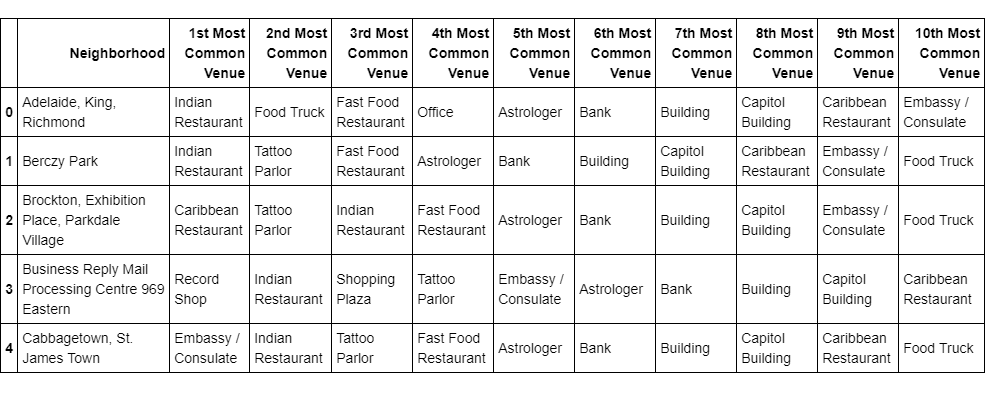 Neighborhood 1st Most Common Venue 2nd Most Common Venue 3rd Most Common Venue 4th Most Common Venue 5th Most Common Venue 6th Most Common Venue 7th Most Common Venue 8th Most Common Venue 9th Most Common Venue 10th Most Common Venue
0 Adelaide, King, Richmond Indian Restaurant Food Truck Fast Food Restaurant Office Astrologer Bank Building Capitol Building Caribbean Restaurant Embassy / Consulate
1 Berczy Park Indian Restaurant Tattoo Parlor Fast Food Restaurant Astrologer Bank Building Capitol Building Caribbean Restaurant Embassy / Consulate Food Truck
2 Brockton, Exhibition Place, Parkdale Village Caribbean Restaurant Tattoo Parlor Indian Restaurant Fast Food Restaurant Astrologer Bank Building Capitol Building Embassy / Consulate Food Truck
3 Business Reply Mail Processing Centre 969 Eastern Record Shop Indian Restaurant Shopping Plaza Tattoo Parlor Embassy / Consulate Astrologer Bank Building Capitol Building Caribbean Restaurant
4 Cabbagetown, St. James Town Embassy / Consulate Indian Restaurant Tattoo Parlor Fast Food Restaurant Astrologer Bank Building Capitol Building Caribbean Restaurant Food Truck